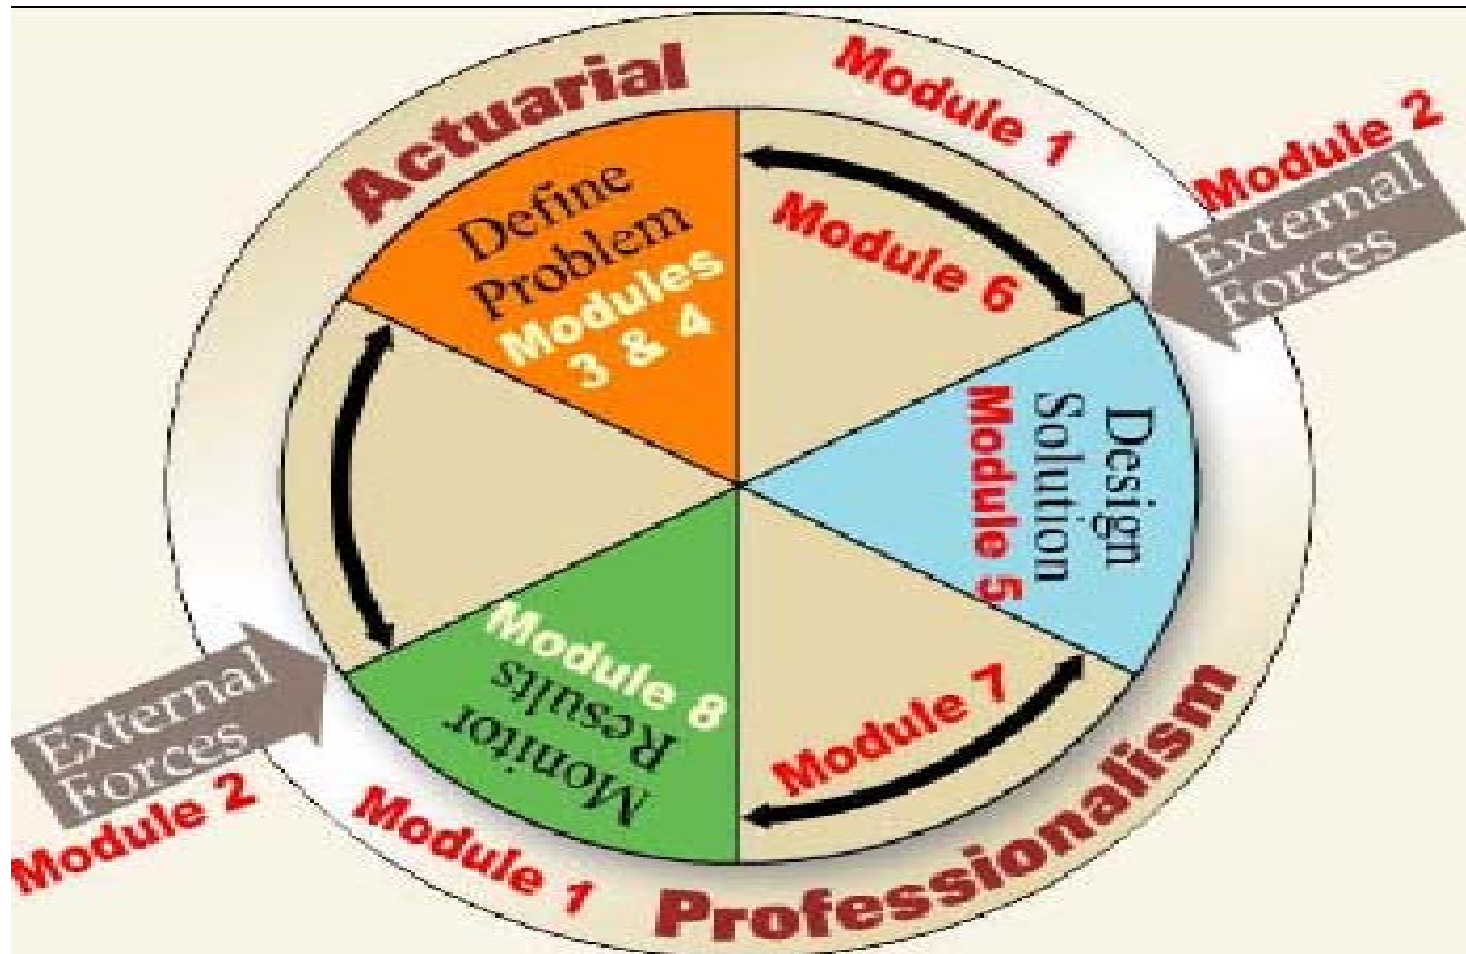 Actuarial
Module 1
Module 2
External
Forces
Define
Problem
Modules
3 & 4
Module 6
Design
Solution
Module 5
Module 7
Module 8
Results
Monitor
External
Forces
Module 2
Module 1
Professionalism